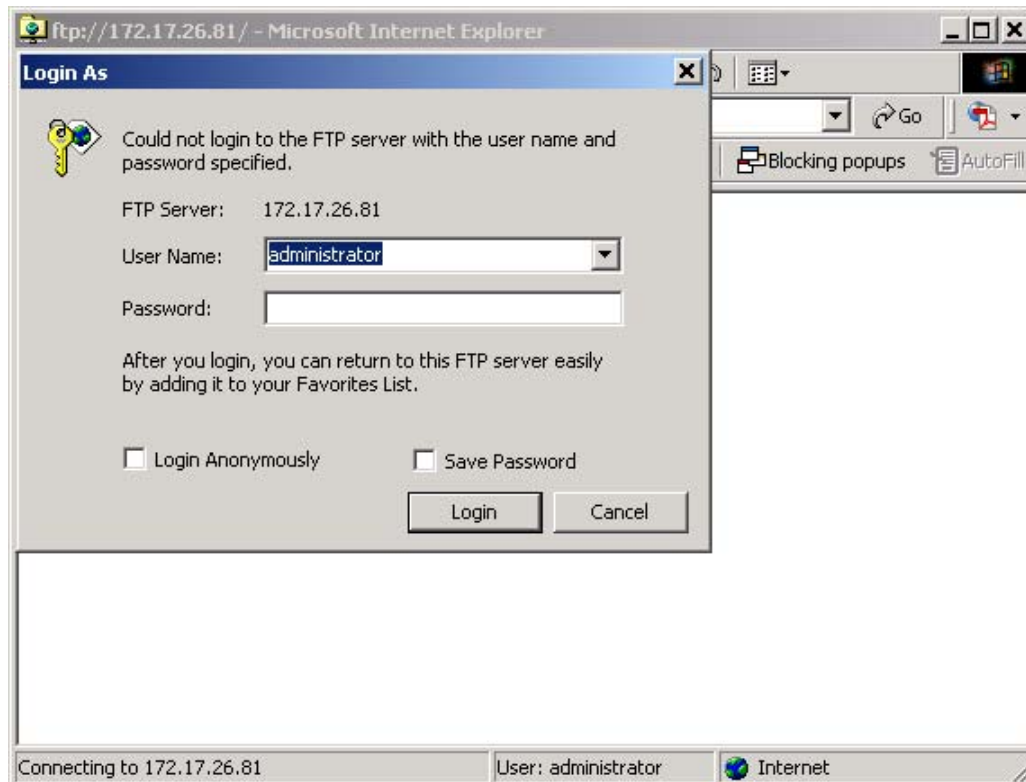 ftp://172.17.26.81/ - Microsoft Internet Explorer
Login As
Go
Could not login to the FTP server with the user name and
password specified.
Blocking popups AutoFill
FTP Server: 172.17.26.81
User Name: administrator
Password:
After you login, you can return to this FTP server easily
by adding it to your Favorites List.
Login Anonymously Save Password
Login Cancel
Connecting to 172.17.26.81 User: administrator Internet